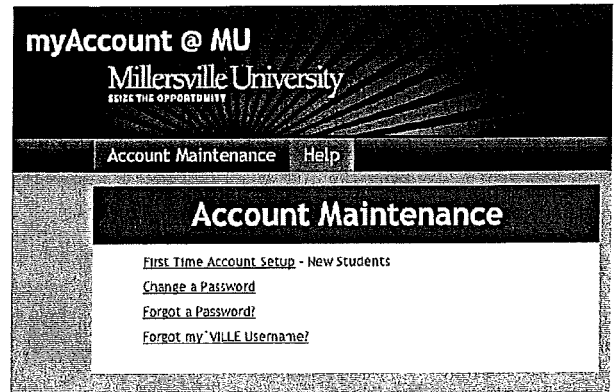 myAccount @ MU
Millersville University
SEIZE THE OPPORTUNITY
Account Maintenance Help
Account Maintenance
First Time Account Setup - New Students
Change a Password
Forgot a Password?
Forgot my `VILLE Username?